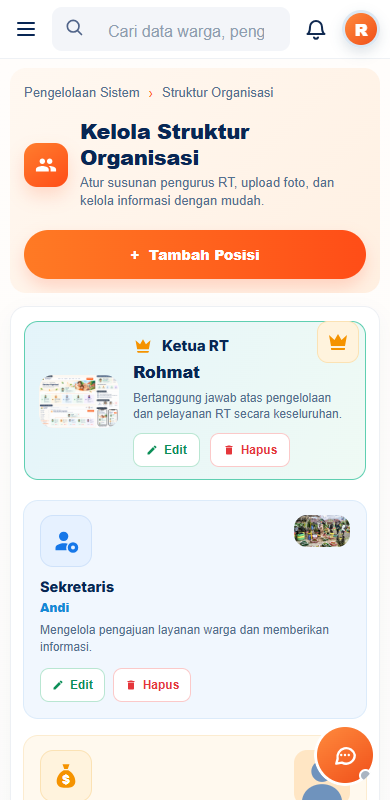 Cari data warga, peng
R
Pengelolaan Sistem › Struktur Organisasi
Kelola Struktur
Organisasi
Atur susunan pengurus RT, upload foto, dan
kelola informasi dengan mudah.
+ Tambah Posisi
Ketua RT
Rohmat
Bertanggung jawab atas pengelolaan
dan pelayanan RT secara keseluruhan.
Edit Hapus
Sekretaris
Andi
Mengelola pengajuan layanan warga dan memberikan
informasi.
Edit Hapus